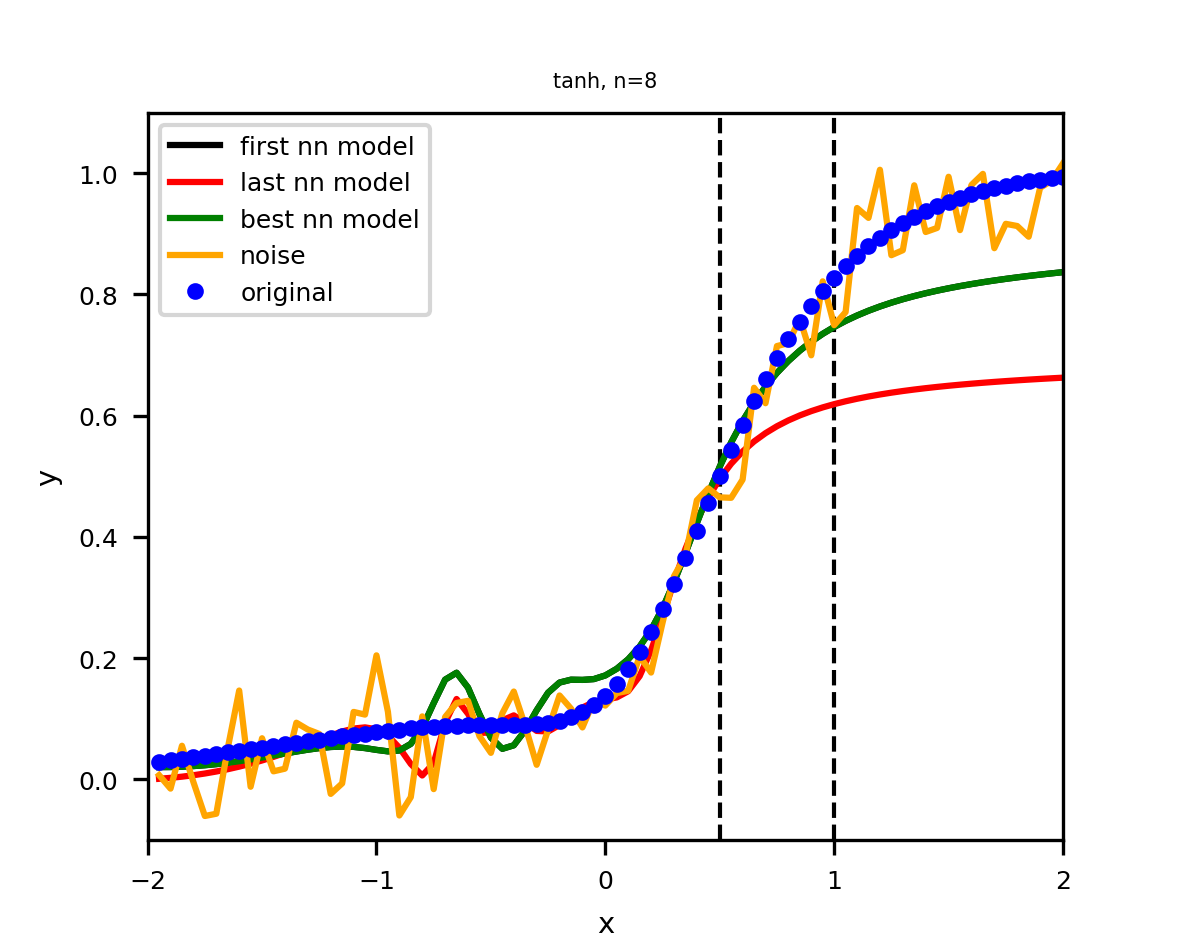 tanh, n=8
first nn model
last nn model
best nn model
noise
original
1.0
0.8
0.6
0.4
0.2
0.0
y
−2 −1 0 1 2
x